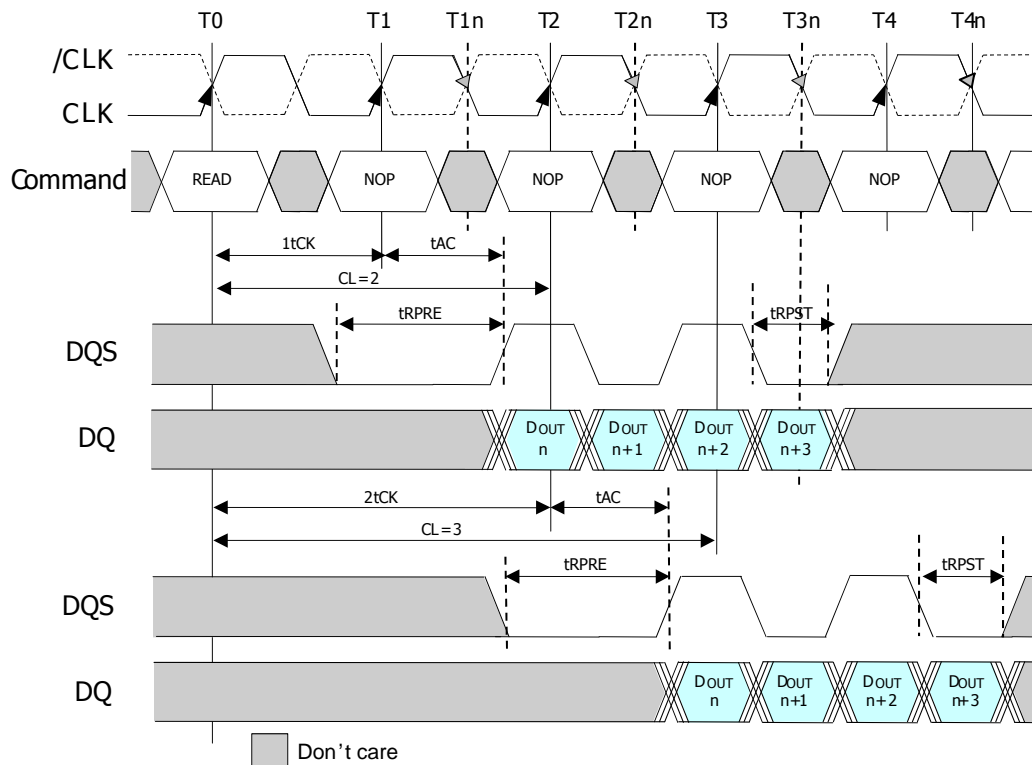 T0 T1 T1n T2 T2n T3 T3n T4 T4n
/CLK
CLK
Command READ NOP NOP NOP NOP
1tCK tAC
CL=2
tRPRE tRPST
DQS
DQ DOUT n DOUT n+1 DOUT n+2 DOUT n+3
2tCK tAC
CL=3
tRPRE tRPST
DQS
DQ DOUT n DOUT n+1 DOUT n+2 DOUT n+3
Don't care